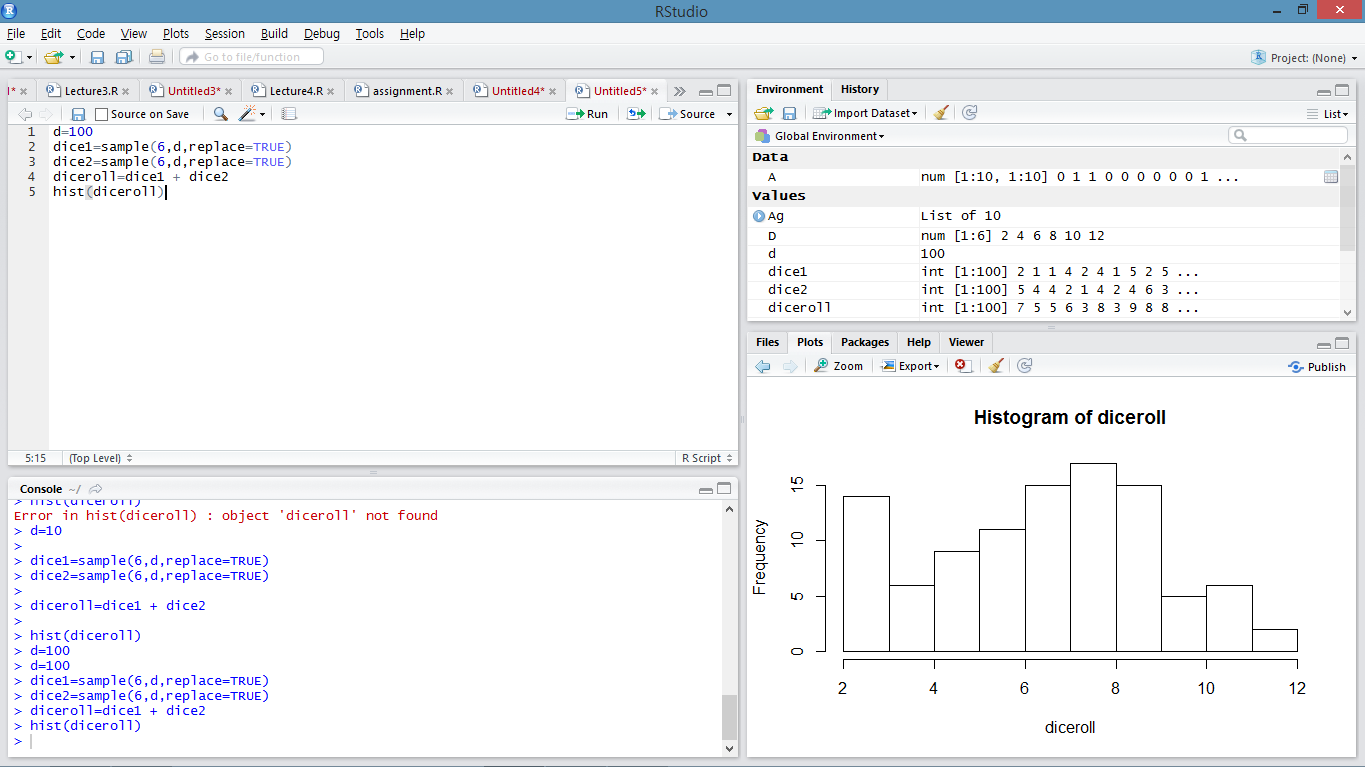 RStudio
File Edit Code View Plots Session Build Debug Tools Help
Go to file/function
Project: (None)
Lecture3.R Untitled3* Lecture4.R assignment.R Untitled4* Untitled5*
Source on Save Run Source
1 d=100
2 dice1=sample(6,d,replace=TRUE)
3 dice2=sample(6,d,replace=TRUE)
4 diceroll=dice1 + dice2
5 hist(diceroll)
5:15 (Top Level) R Script
Console ~/
> hist(diceroll)
Error in hist(diceroll) : object 'diceroll' not found
> d=10
>
> dice1=sample(6,d,replace=TRUE)
> dice2=sample(6,d,replace=TRUE)
>
> diceroll=dice1 + dice2
>
> hist(diceroll)
> d=100
> d=100
> dice1=sample(6,d,replace=TRUE)
> dice2=sample(6,d,replace=TRUE)
> diceroll=dice1 + dice2
> hist(diceroll)
>
Environment History
Import Dataset List
Global Environment
Data
A num [1:10, 1:10] 0 1 1 0 0 0 0 0 0 1 ...
Values
Ag List of 10
D num [1:6] 2 4 6 8 10 12
d 100
dice1 int [1:100] 2 1 1 4 2 4 1 5 2 5 ...
dice2 int [1:100] 5 4 4 2 1 4 2 4 6 3 ...
diceroll int [1:100] 7 5 5 6 3 8 3 9 8 8 ...
Files Plots Packages Help Viewer
Zoom Export Publish
Histogram of diceroll
Frequency
15
10
5
0
2 4 6 8 10 12
diceroll